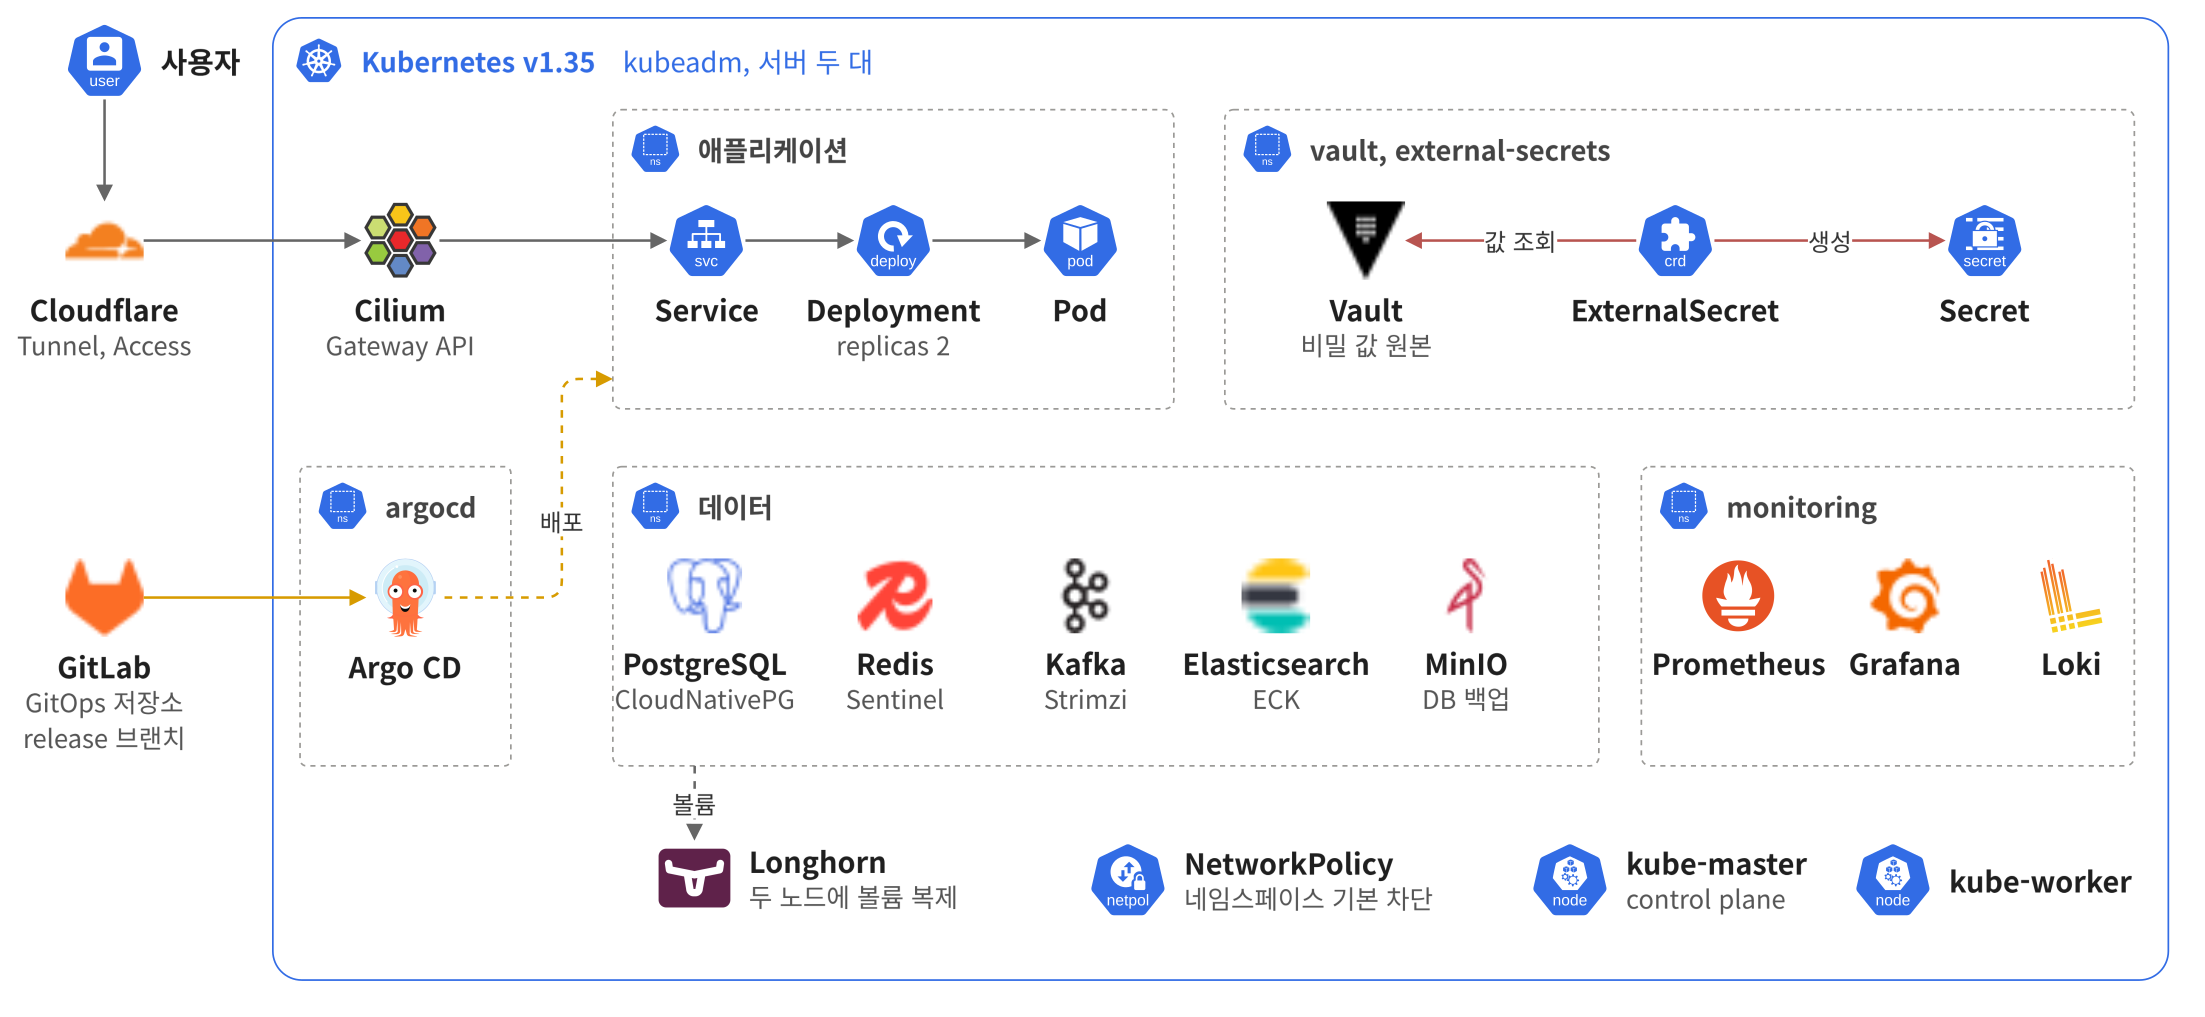 user
사용자
Kubernetes v1.35 kubeadm, 서버 두 대
ns
애플리케이션
ns
vault, external-secrets
Cloudflare
Tunnel, Access
Cilium
Gateway API
svc
Service
deploy
Deployment
replicas 2
pod
Pod
Vault
비밀 값 원본
값 조회
crd
ExternalSecret
생성
secret
Secret
GitLab
GitOps 저장소
release 브랜치
ns
argocd
Argo CD
배포
ns
데이터
PostgreSQL
CloudNativePG
Redis
Sentinel
Kafka
Strimzi
Elasticsearch
ECK
MinIO
DB 백업
ns
monitoring
Prometheus
Grafana
Loki
볼륨
Longhorn
두 노드에 볼륨 복제
netpol
NetworkPolicy
네임스페이스 기본 차단
node
kube-master
control plane
node
kube-worker